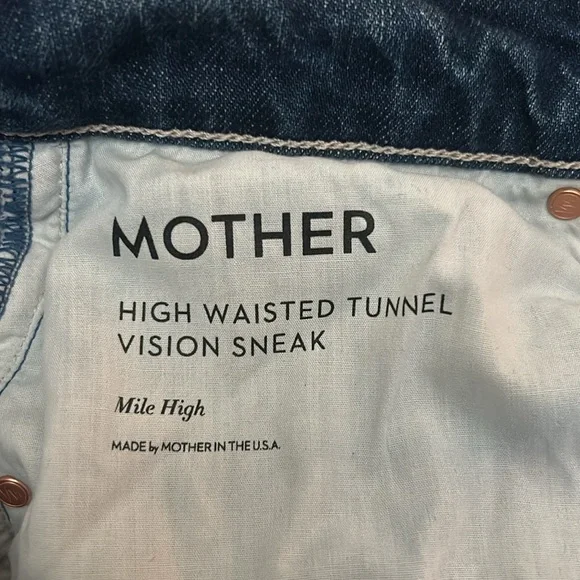 MOTHER
HIGH WAISTED TUNNEL
VISION SNEAK
Mile High
MADE by MOTHER IN THE U.S.A.